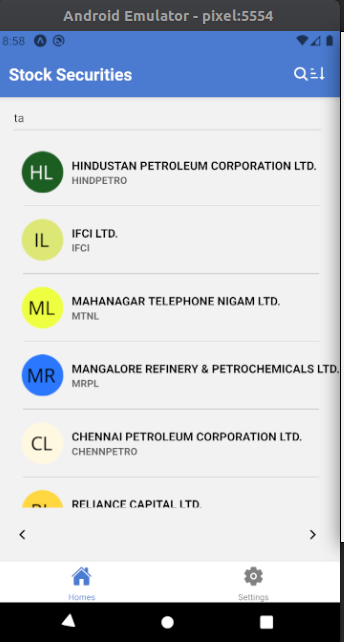 Android Emulator - pixel:5554
8:58
Stock Securities
ta
HL
HINDUSTAN PETROLEUM CORPORATION LTD.
HINDPETRO
IL
IFCI LTD.
IFCI
ML
MAHANAGAR TELEPHONE NIGAM LTD.
MTNL
MR
MANGALORE REFINERY & PETROCHEMICALS LTD.
MRPL
CL
CHENNAI PETROLEUM CORPORATION LTD.
CHENNPETRO
RELIANCE CAPITAL LTD.
Homes
Settings